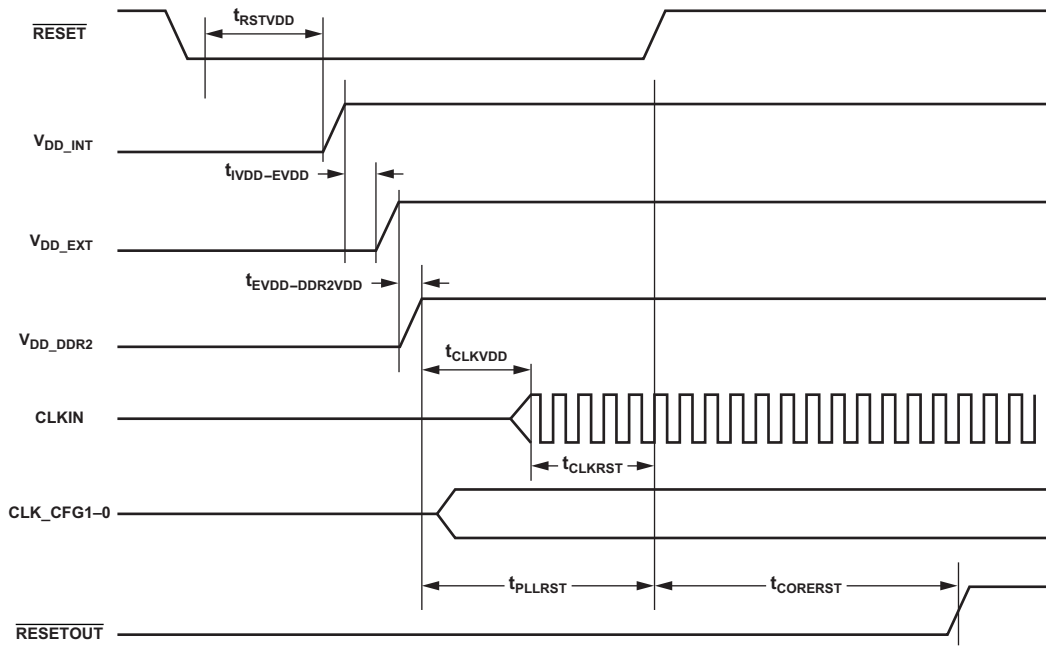 tRSTVDD
RESET
VDD_INT
tIVDD–EVDD
VDD_EXT
tEVDD–DDR2VDD
VDD_DDR2
tCLKVDD
CLKIN
tCLKRST
CLK_CFG1–0
tPLLRST
tCORERST
RESETOUT